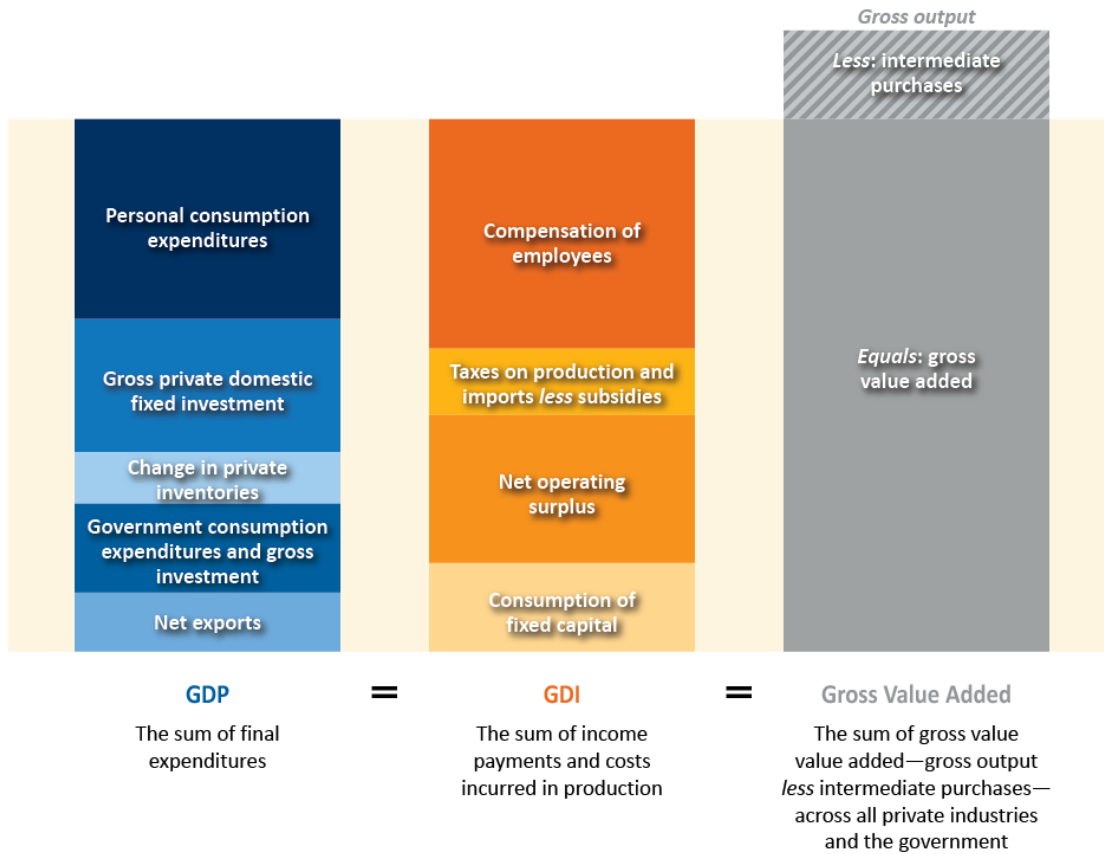 Gross output
Less: intermediate
purchases
Personal consumption
expenditures
Gross private domestic
fixed investment
Change in private
inventories
Government consumption
expenditures and gross
investment
Net exports
Compensation of
employees
Taxes on production and
imports less subsidies
Net operating
surplus
Consumption of
fixed capital
Equals: gross
value added
GDP = GDI = Gross Value Added
The sum of final
expenditures
The sum of income
payments and costs
incurred in production
The sum of gross value
value added—gross output
less intermediate purchases—
across all private industries
and the government